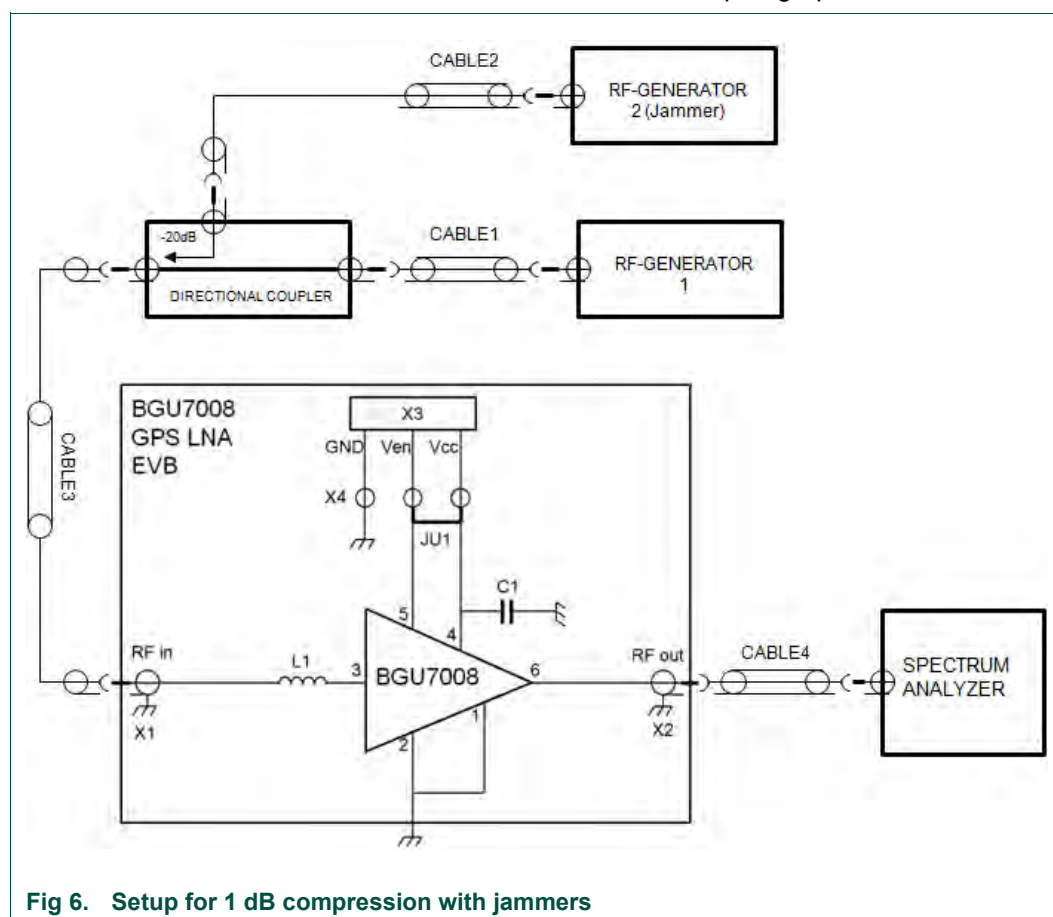 CABLE2
RF-GENERATOR
2 (Jammer)
-20dB
CABLE1
RF-GENERATOR
1
DIRECTIONAL COUPLER
CABLE3
BGU7008
GPS LNA
EVB
X3
GND Ven Vcc
X4
JU1
C1
5
4
RF in
L1
3
BGU7008
6
RF out
CABLE4
SPECTRUM
ANALYZER
1
X1
2
X2
Fig 6. Setup for 1 dB compression with jammers